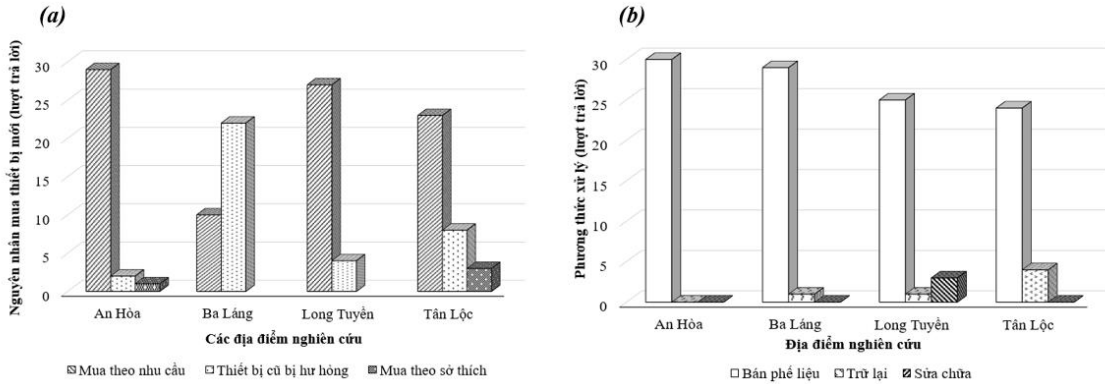 (a)
Nguyên nhân mua thiết bị mới (lượt trả lời)
30
25
20
15
10
5
0
An Hòa Ba Láng Long Tuyền Tân Lộc
Các địa điểm nghiên cứu
Mua theo nhu cầu Thiết bị cũ bị hư hỏng Mua theo sở thích
(b)
Phương thức xử lý (lượt trả lời)
30
25
20
15
10
5
0
An Hòa Ba Láng Long Tuyền Tân Lộc
Địa điểm nghiên cứu
Bán phế liệu Trữ lại Sửa chữa